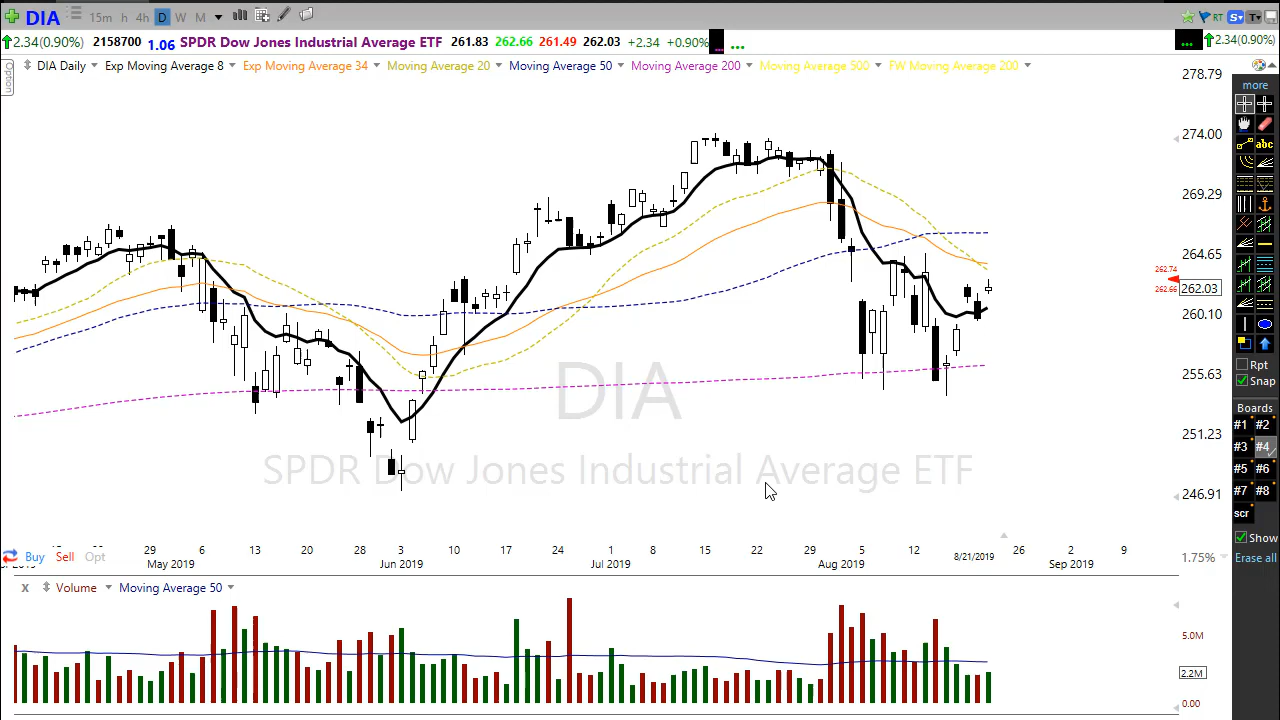 DIA 15m h 4h D W M RT S T
2.34(0.90%) 2158700 1.06 SPDR Dow Jones Industrial Average ETF 261.83 262.66 261.49 262.03 +2.34 +0.90% ... ... 2.34(0.90%)
Option
DIA Daily Exp Moving Average 8 Exp Moving Average 34 Moving Average 20 Moving Average 50 Moving Average 200 Moving Average 500 FW Moving Average 200
278.79
more
274.00
abc
269.29
264.65
262.74
262.66
262.03
260.10
255.63
251.23
246.91
DIA
SPDR Dow Jones Industrial Average ETF
Rpt
Snap
Boards
#1 #2
#3 #4
#5 #6
#7 #8
scr
Show
Erase all
29 6 13 20 28 3 10 17 24 1 8 15 22 29 5 12 8/21/2019 26 2 9
Buy Sell Opt
May 2019 Jun 2019 Jul 2019 Aug 2019 Sep 2019
1.75%
x Volume Moving Average 50
5.0M
2.2M
0.00